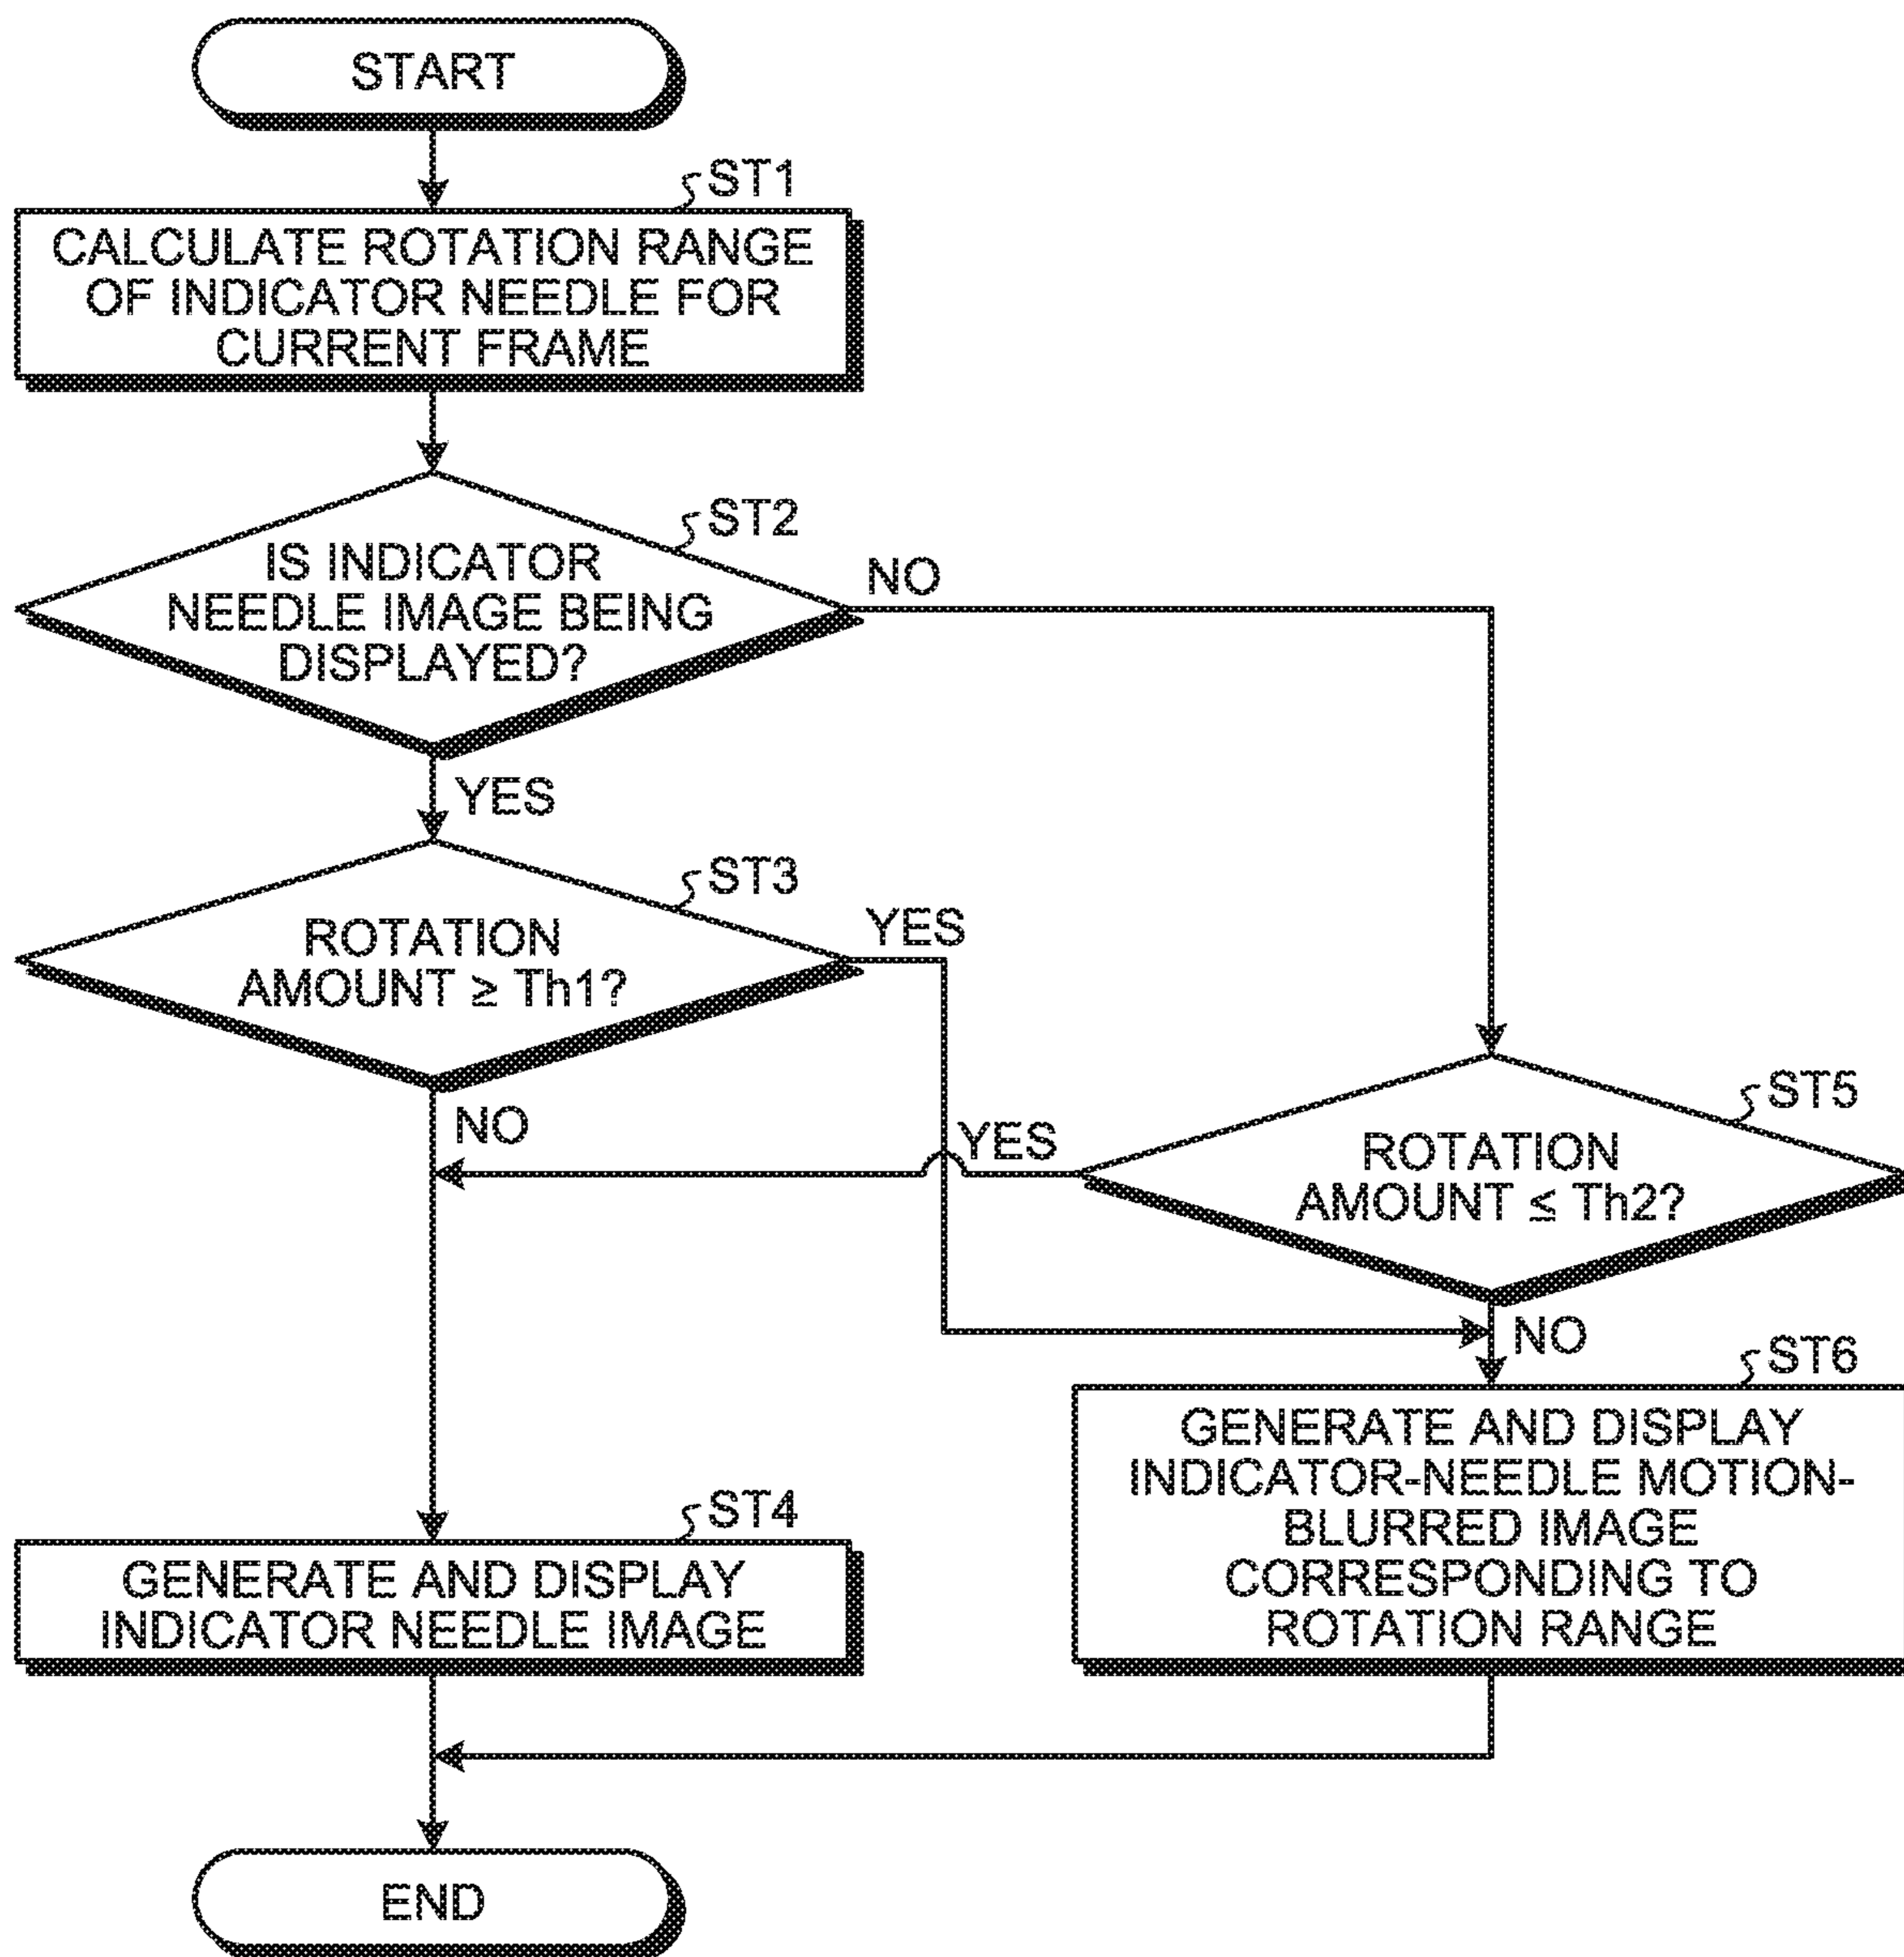 START
ST1
CALCULATE ROTATION RANGE
OF INDICATOR NEEDLE FOR
CURRENT FRAME
ST2
IS INDICATOR
NEEDLE IMAGE BEING
DISPLAYED?
NO
YES
ST3
ROTATION
AMOUNT ≥ Th1?
YES
NO
ST5
ROTATION
AMOUNT ≤ Th2?
YES
NO
ST4
GENERATE AND DISPLAY
INDICATOR NEEDLE IMAGE
ST6
GENERATE AND DISPLAY
INDICATOR-NEEDLE MOTION-
BLURRED IMAGE
CORRESPONDING TO
ROTATION RANGE
END